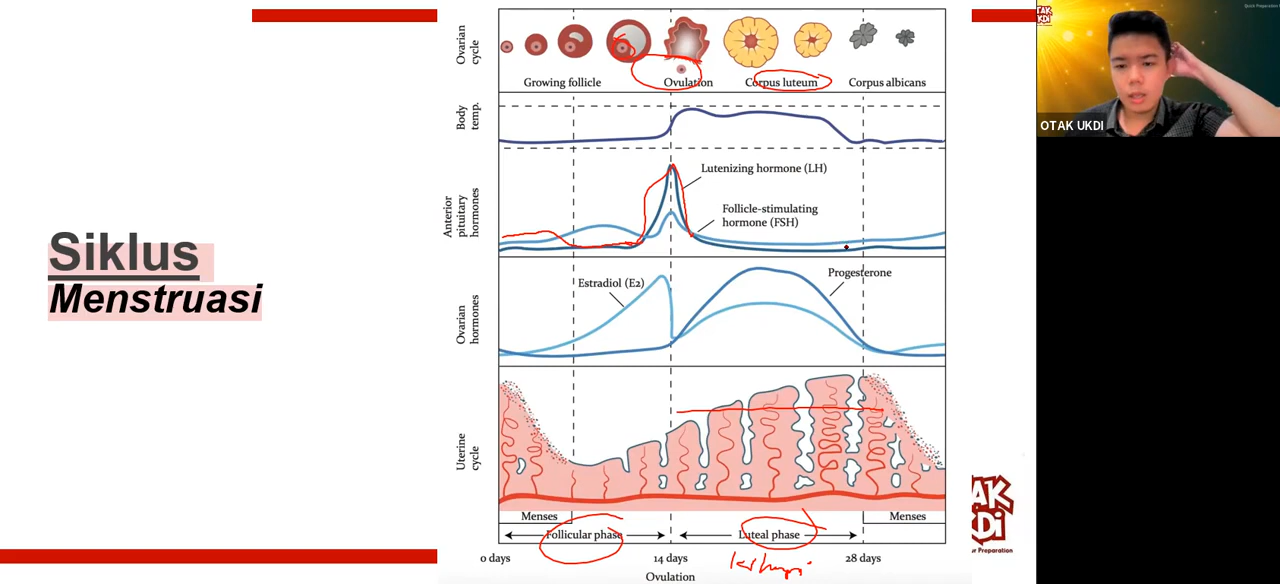 Siklus
Menstruasi
Ovarian
cycle
Growing follicle
Ovulation
Corpus luteum
Corpus albicans
Body
temp.
Anterior
pituitary
hormones
Lutenizing hormone (LH)
Follicle-stimulating
hormone (FSH)
Ovarian
hormones
Estradiol (E2)
Progesterone
Uterine
cycle
Menses
Menses
Follicular phase
Luteal phase
0 days
14 days
28 days
Ovulation
OTAK
UKDI
OTAK UKDI